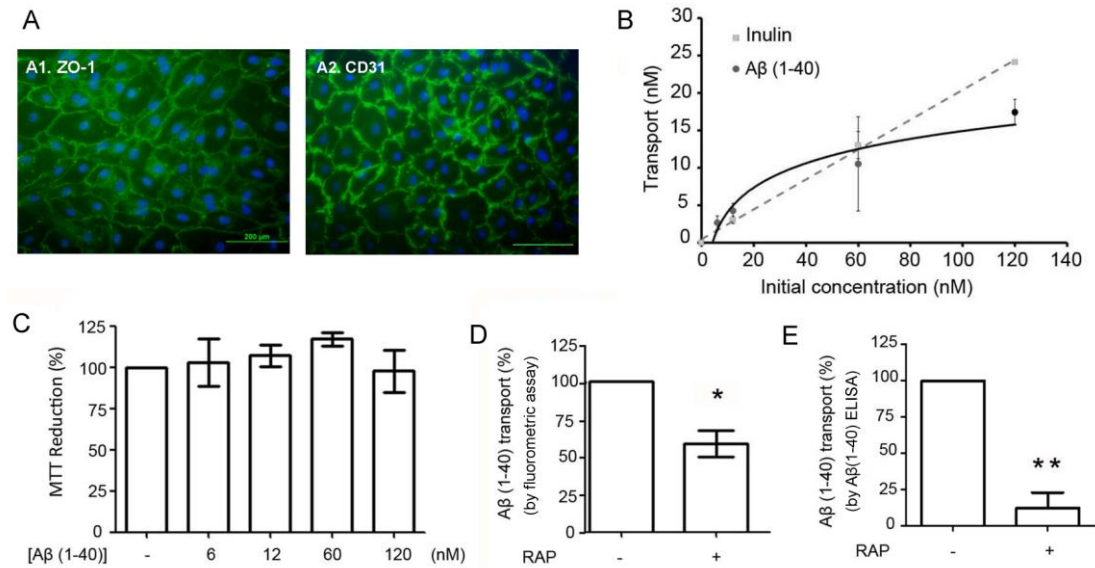 A
A1. ZO-1
200 µm
A2. CD31
B
30
25
20
15
10
5
0
Transport (nM)
Inulin
Aβ (1-40)
0 20 40 60 80 100 120 140
Initial concentration (nM)
C
125
100
75
50
25
0
MTT Reduction (%)
[Aβ (1-40)] - 6 12 60 120 (nM)
D
125
100
75
50
25
0
Aβ (1-40) transport (%)
(by fluorometric assay)
*
RAP - +
E
125
100
75
50
25
0
Aβ (1-40) transport (%)
(by Aβ(1-40) ELISA)
**
RAP - +